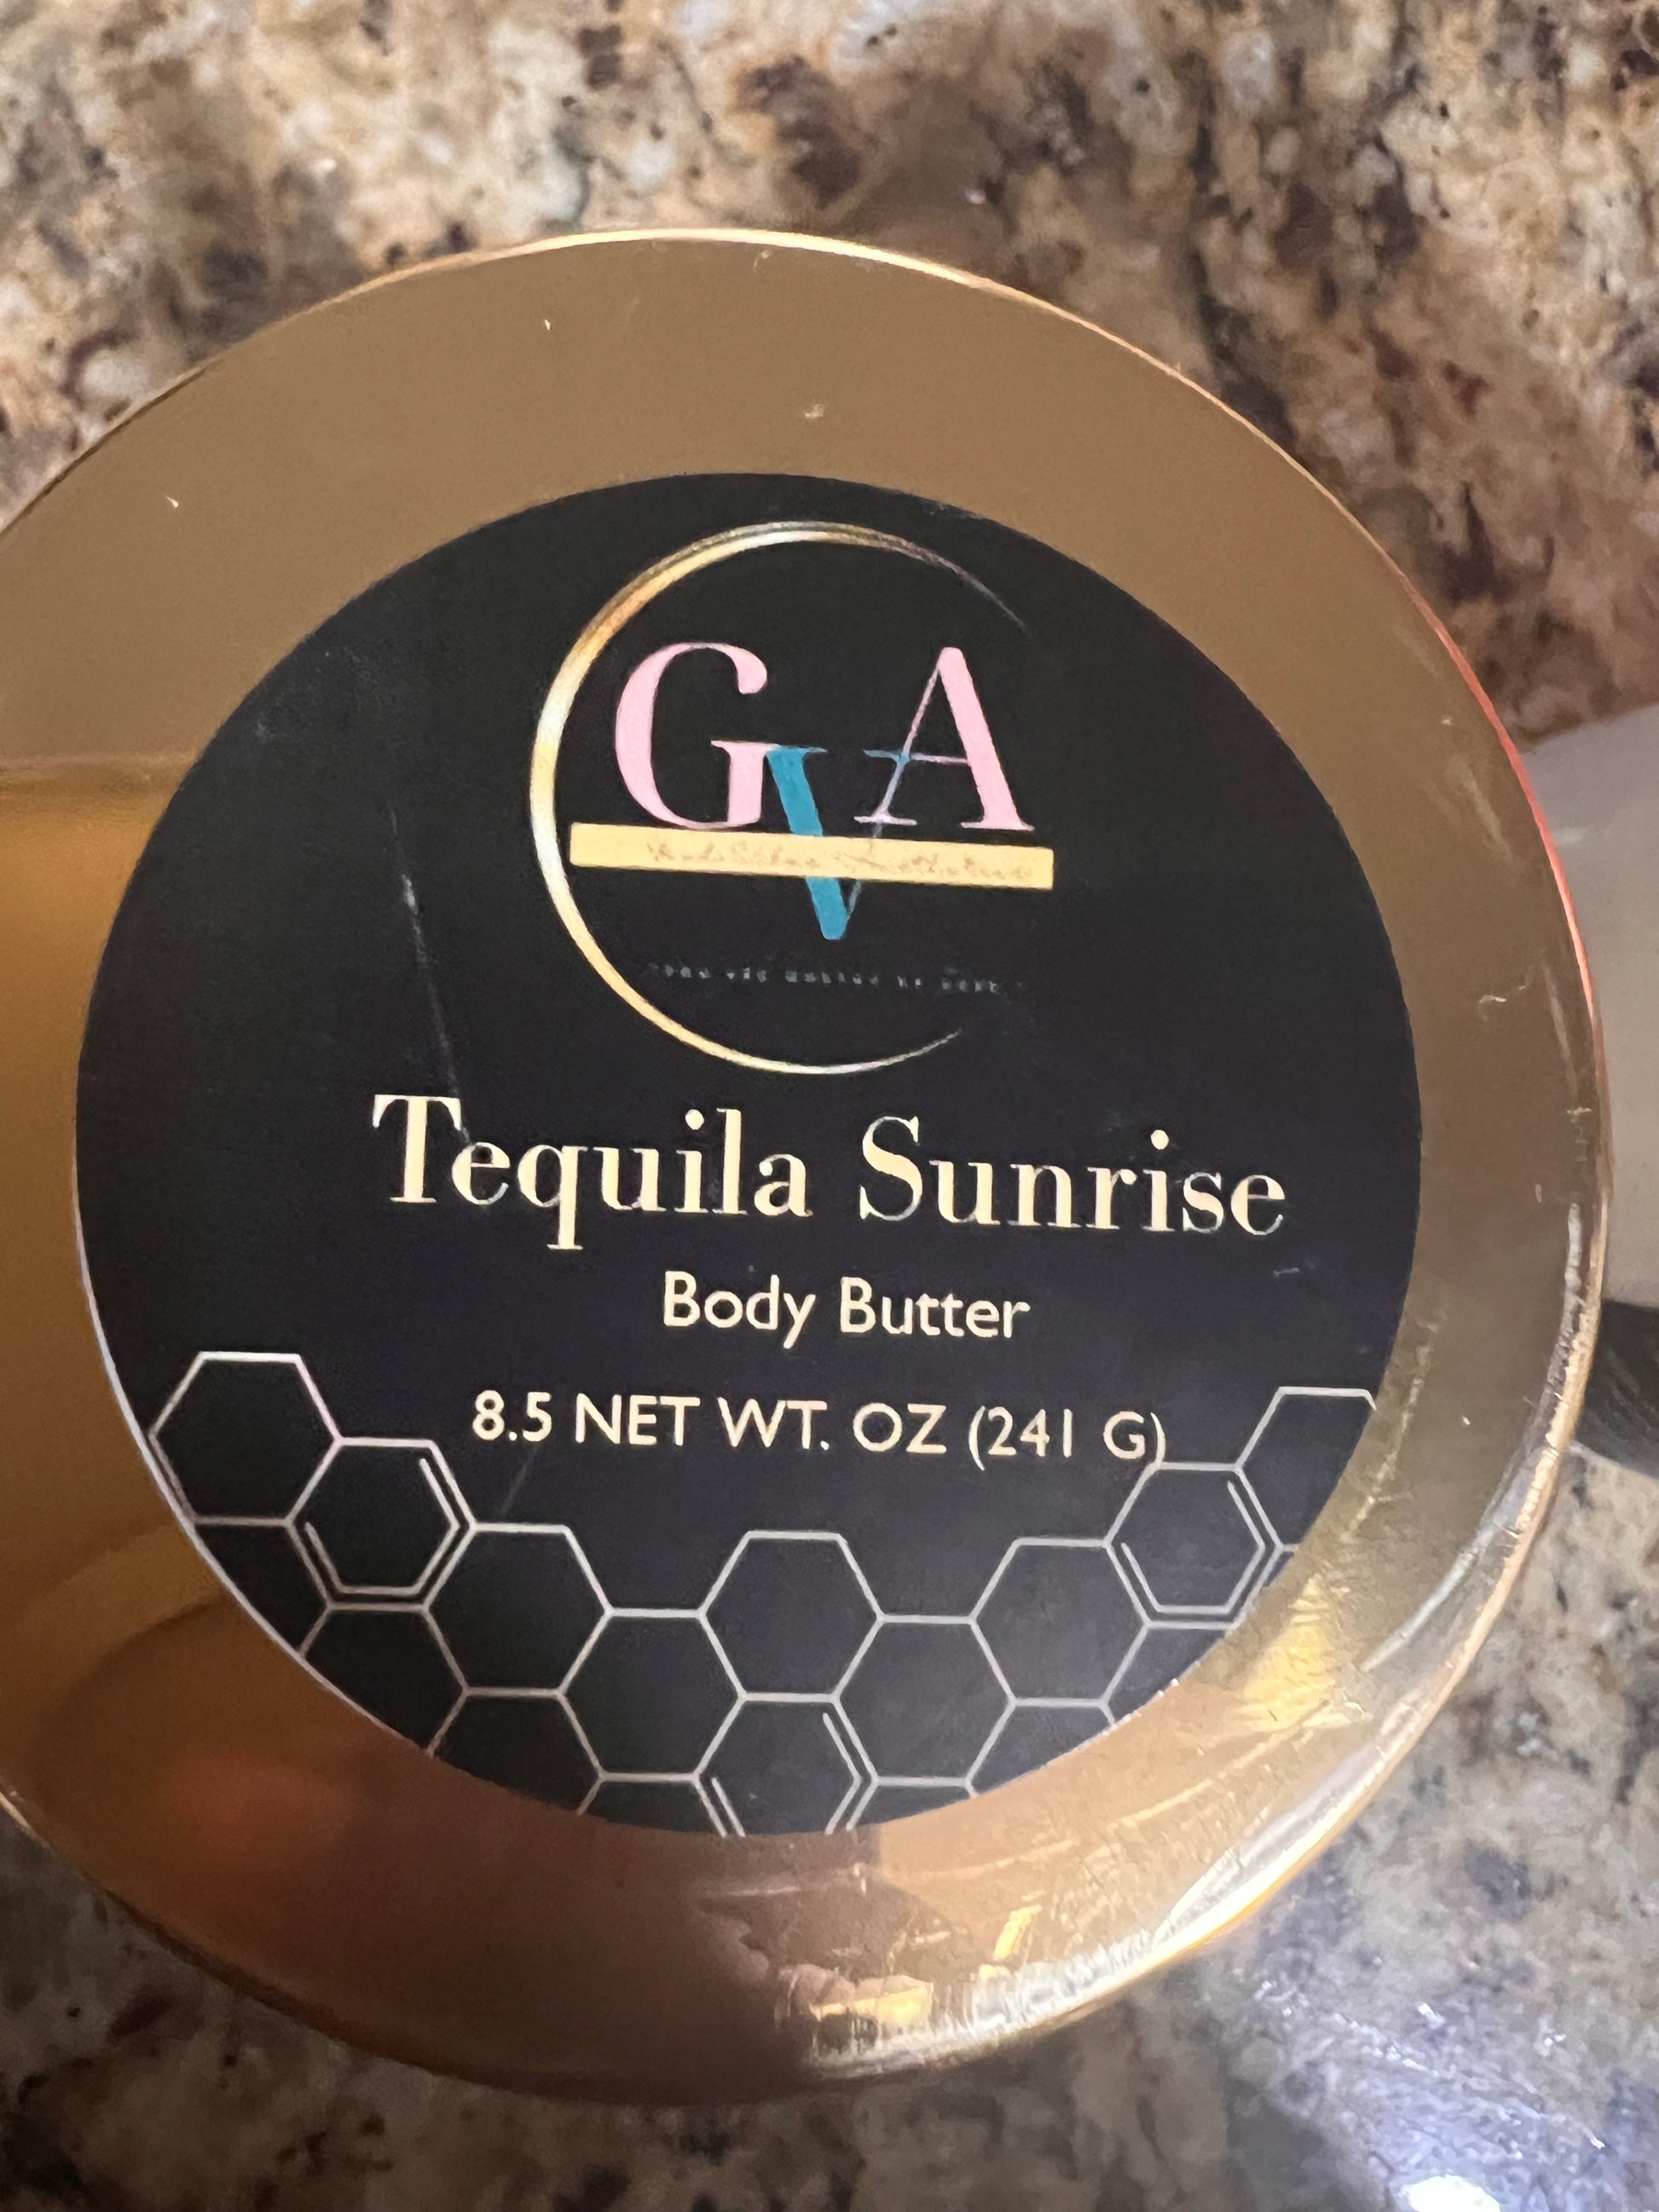 GVA
Tequila Sunrise
Body Butter
8.5 NET WT. OZ (241 G)